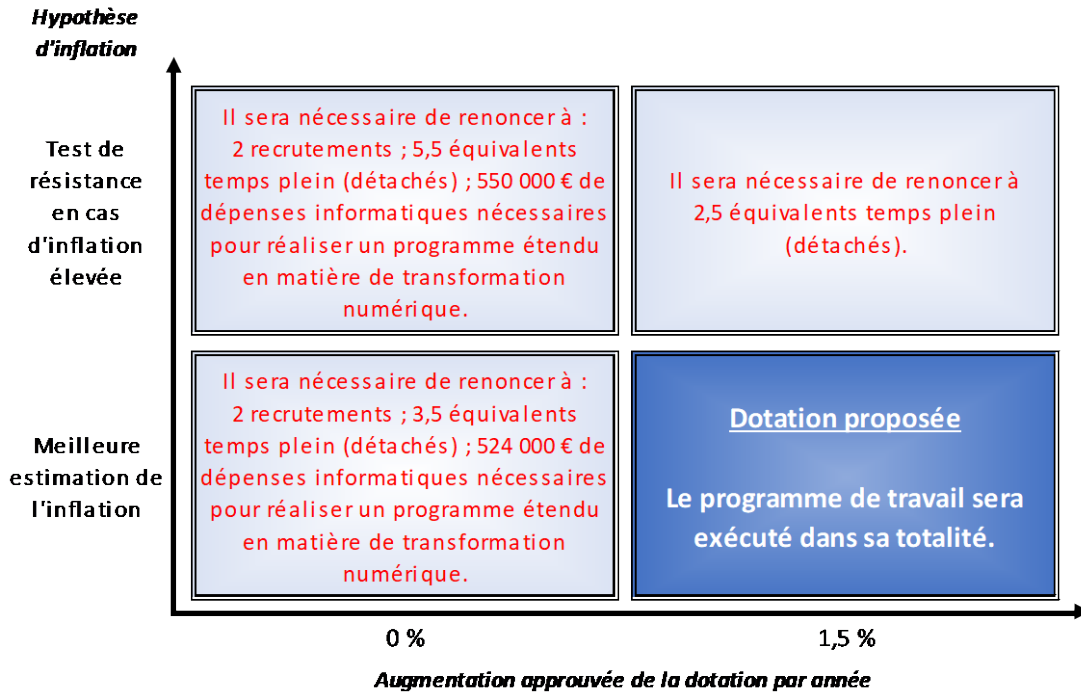 Hypothèse
d'inflation
Test de
résistance
en cas
d'inflation
élevée
Il sera nécessaire de renoncer à :
2 recrutements ; 5,5 équivalents
temps plein (détachés) ; 550 000 € de
dépenses informatiques nécessaires
pour réaliser un programme étendu
en matière de transformation
numérique.
Il sera nécessaire de renoncer à
2,5 équivalents temps plein
(détachés).
Meilleure
estimation de
l'inflation
Il sera nécessaire de renoncer à :
2 recrutements ; 3,5 équivalents
temps plein (détachés) ; 524 000 € de
dépenses informatiques nécessaires
pour réaliser un programme étendu
en matière de transformation
numérique.
Dotation proposée
Le programme de travail sera
exécuté dans sa totalité.
0 %
1,5 %
Augmentation approuvée de la dotation par année